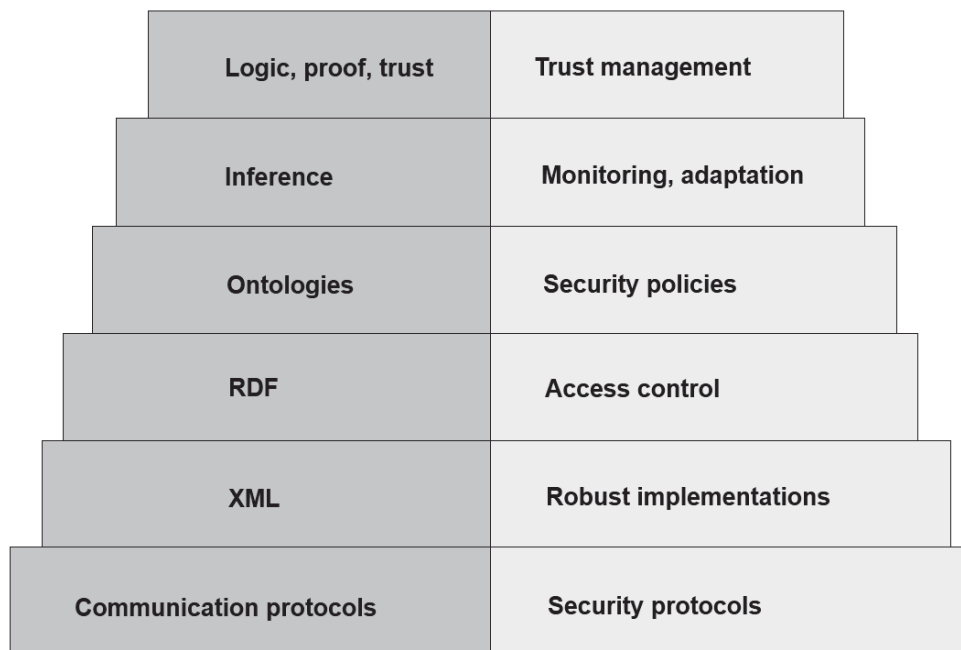 Logic, proof, trust
Trust management
Inference
Monitoring, adaptation
Ontologies
Security policies
RDF
Access control
XML
Robust implementations
Communication protocols
Security protocols